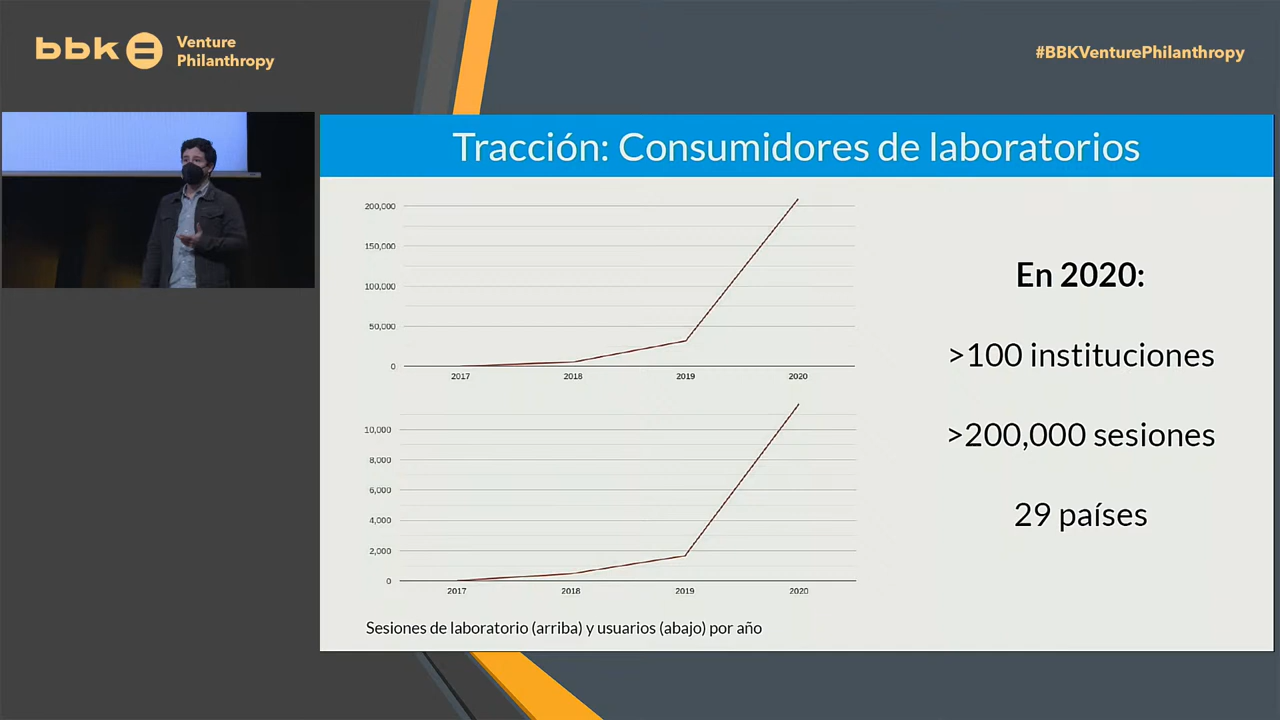 bbk
Venture
Philanthropy
#BBKVenturePhilanthropy
Tracción: Consumidores de laboratorios
200,000
150,000
100,000
50,000
0
2017 2018 2019 2020
10,000
8,000
6,000
4,000
2,000
0
2017 2018 2019 2020
Sesiones de laboratorio (arriba) y usuarios (abajo) por año
En 2020:
>100 instituciones
>200,000 sesiones
29 países